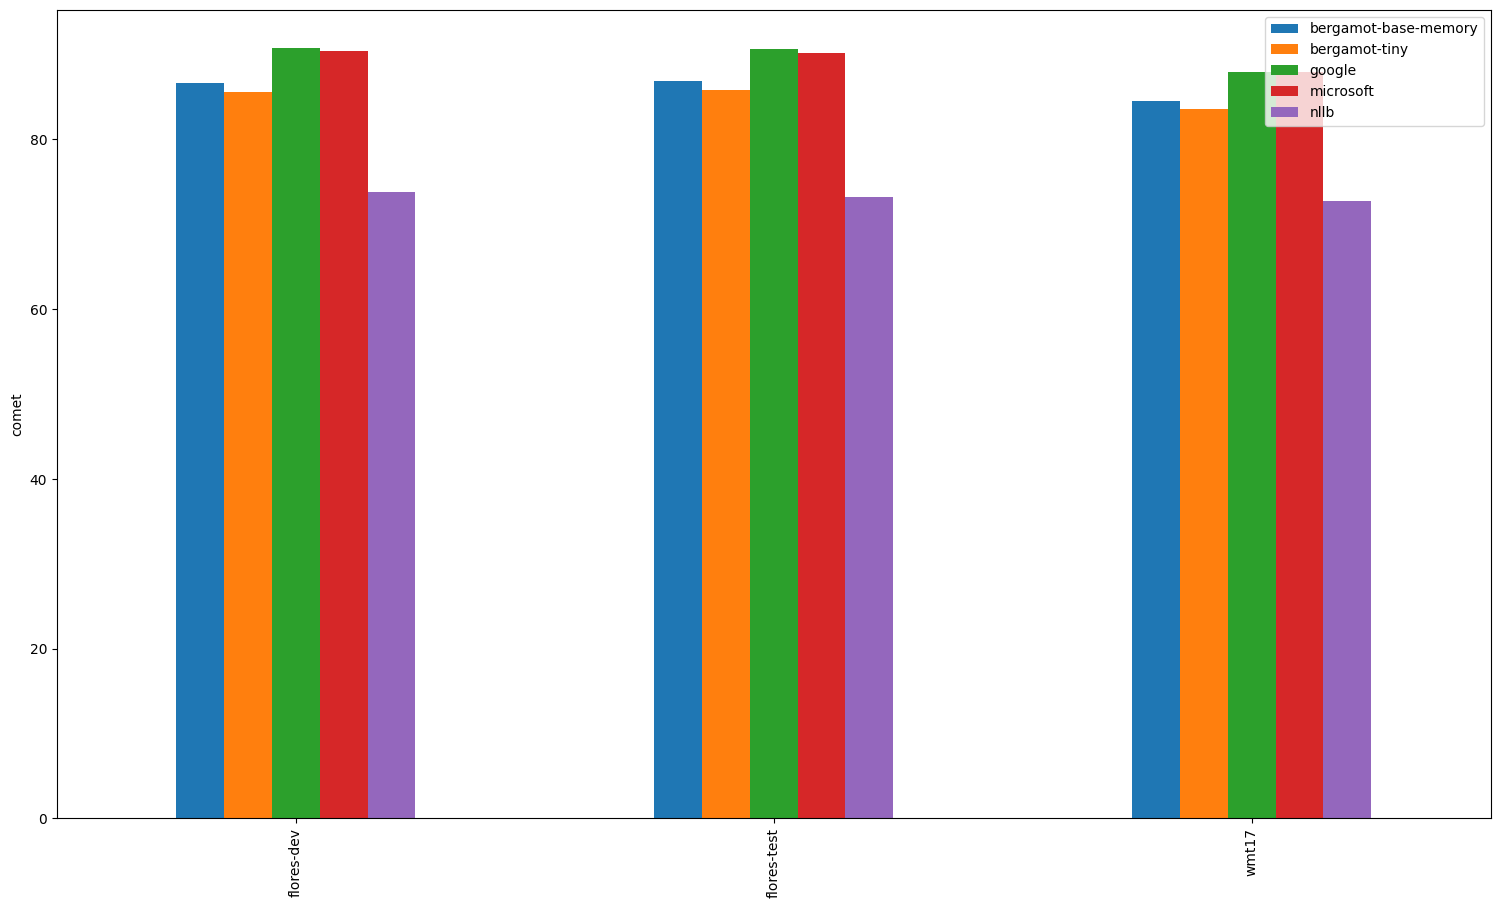 bergamot-base-memory
bergamot-tiny
google
microsoft
nllb
80
60
40
20
0
comet
flores-dev
flores-test
wmt17